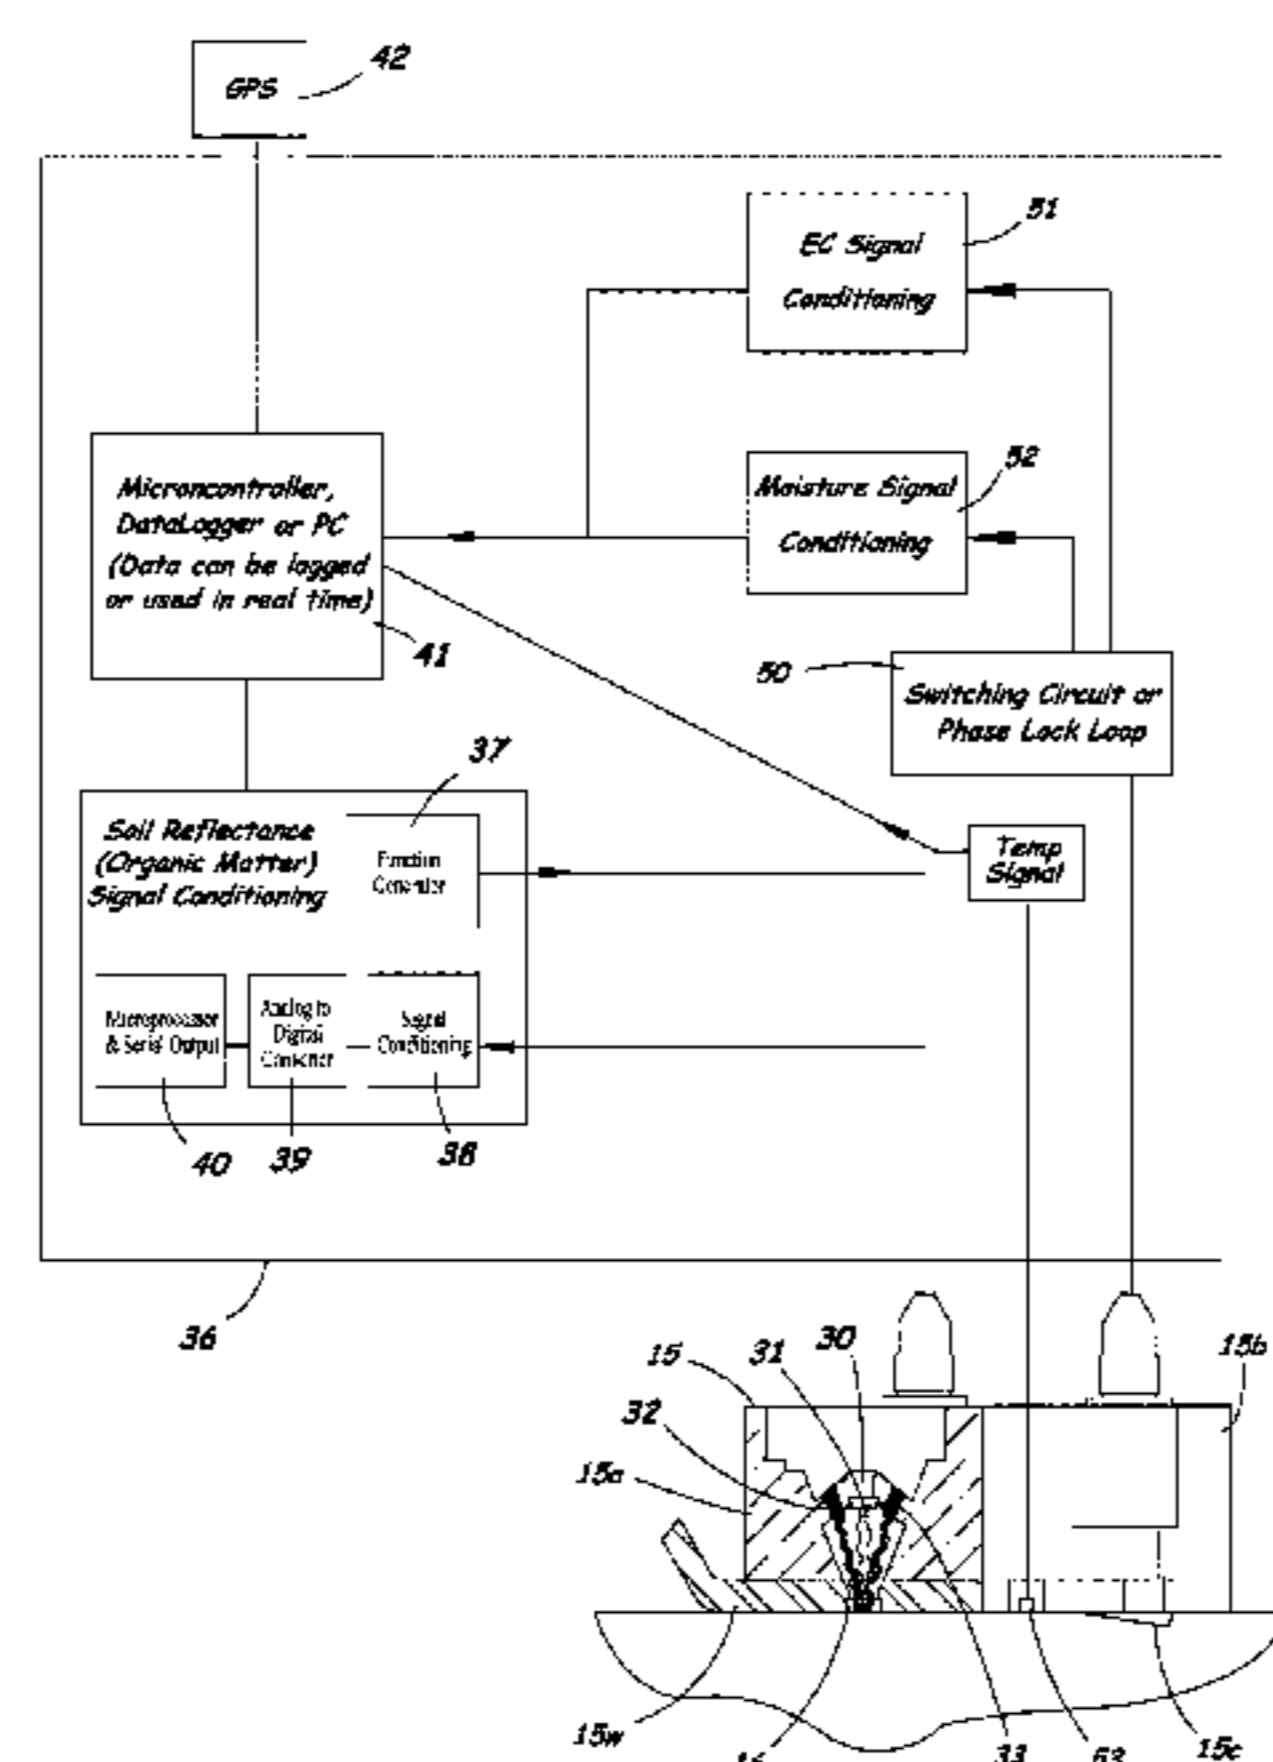 42
GPS
51
EC Signal
Conditioning
52
Moisture Signal
Conditioning
Microncontroller,
DataLogger or PC
(Data can be logged
or used in real time)
41
50
Switching Circuit or
Phase Lock Loop
37
Soil Reflectance
(Organic Matter)
Signal Conditioning
Function
Generator
Temp
Signal
Microprocessor
& Serial Output
Analog to
Digital
Converter
Signal
Conditioning
40
39
38
36
15
31
30
15b
32
15a
15w
33
53
15c